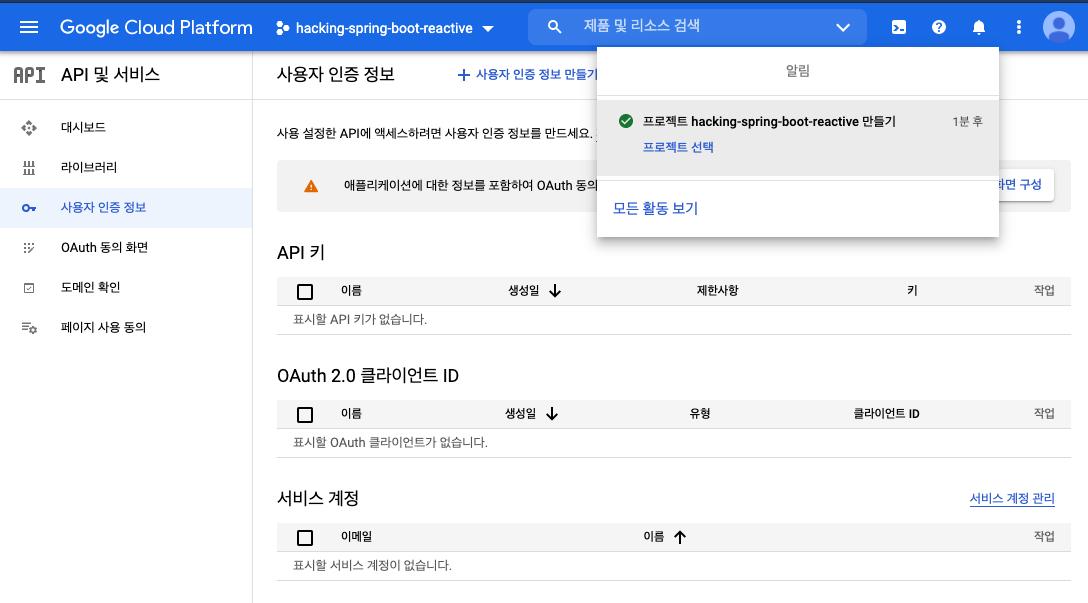 Google Cloud Platform
hacking-spring-boot-reactive
제품 및 리소스 검색
API API 및 서비스
대시보드
라이브러리
사용자 인증 정보
OAuth 동의 화면
도메인 확인
페이지 사용 동의
사용자 인증 정보
+ 사용자 인증 정보 만들기
사용 설정한 API에 액세스하려면 사용자 인증 정보를 만드세요.
애플리케이션에 대한 정보를 포함하여 OAuth 동의
화면 구성
알림
프로젝트 hacking-spring-boot-reactive 만들기 1분 후
프로젝트 선택
모든 활동 보기
API 키
이름 생성일 제한사항 키 작업
표시할 API 키가 없습니다.
OAuth 2.0 클라이언트 ID
이름 생성일 유형 클라이언트 ID 작업
표시할 OAuth 클라이언트가 없습니다.
서비스 계정
서비스 계정 관리
이메일 이름 작업
표시할 서비스 계정이 없습니다.